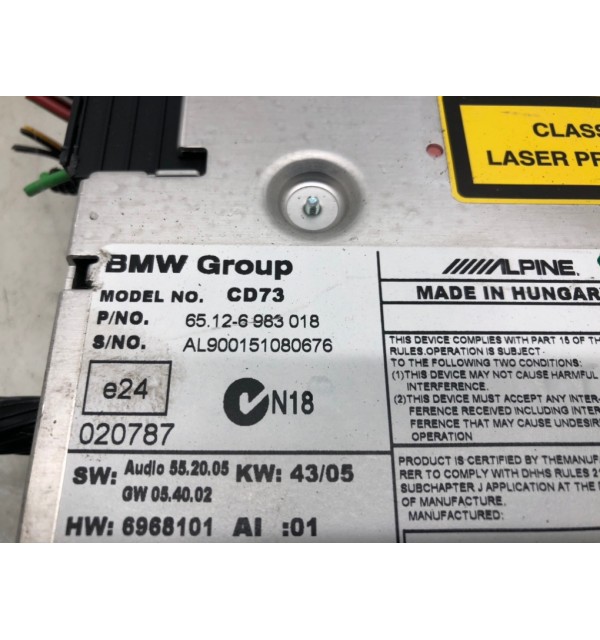 CLASS
LASER PR
BMW Group
MODEL NO. CD73
P/NO. 65.12-6 983 018
S/NO. AL900151080676
e24
020787
N18
SW: Audio 55.20.05 KW: 43/05
GW 05.40.02
HW: 6968101 AI :01
ALPINE.
MADE IN HUNGAR
THIS DEVICE COMPLIES WITH PART 15 OF TH
RULES.OPERATION IS SUBJECT
TO THE FOLLOWING TWO CONDITIONS:
(1)THIS DEVICE MAY NOT CAUSE HARMFUL
INTERFERENCE.
(2)THIS DEVICE MUST ACCEPT ANY INTER-
FERENCE RECEIVED INCLUDING INTER
FERENCE THAT MAY CAUSE UNDESIR
OPERATION
PRODUCT IS CERTIFIED BY THEMANUF
RER TO COMPLY WITH DHHS RULES 21
SUBCHAPTER J APPLICATION AT THE
OF MANUFACTURE.
MANUFACTURED: